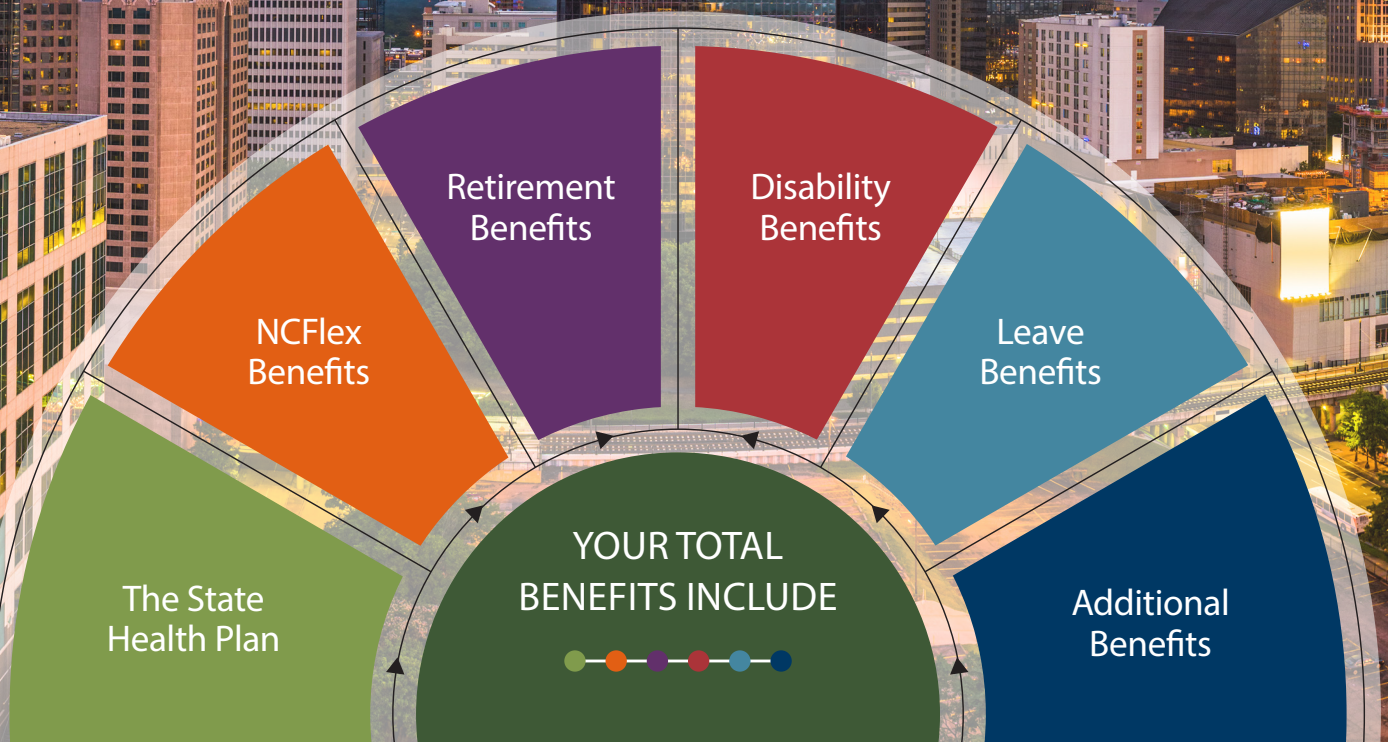 Retirement
Benefits
Disability
Benefits
NCFlex
Benefits
Leave
Benefits
The State
Health Plan
YOUR TOTAL
BENEFITS INCLUDE
Additional
Benefits